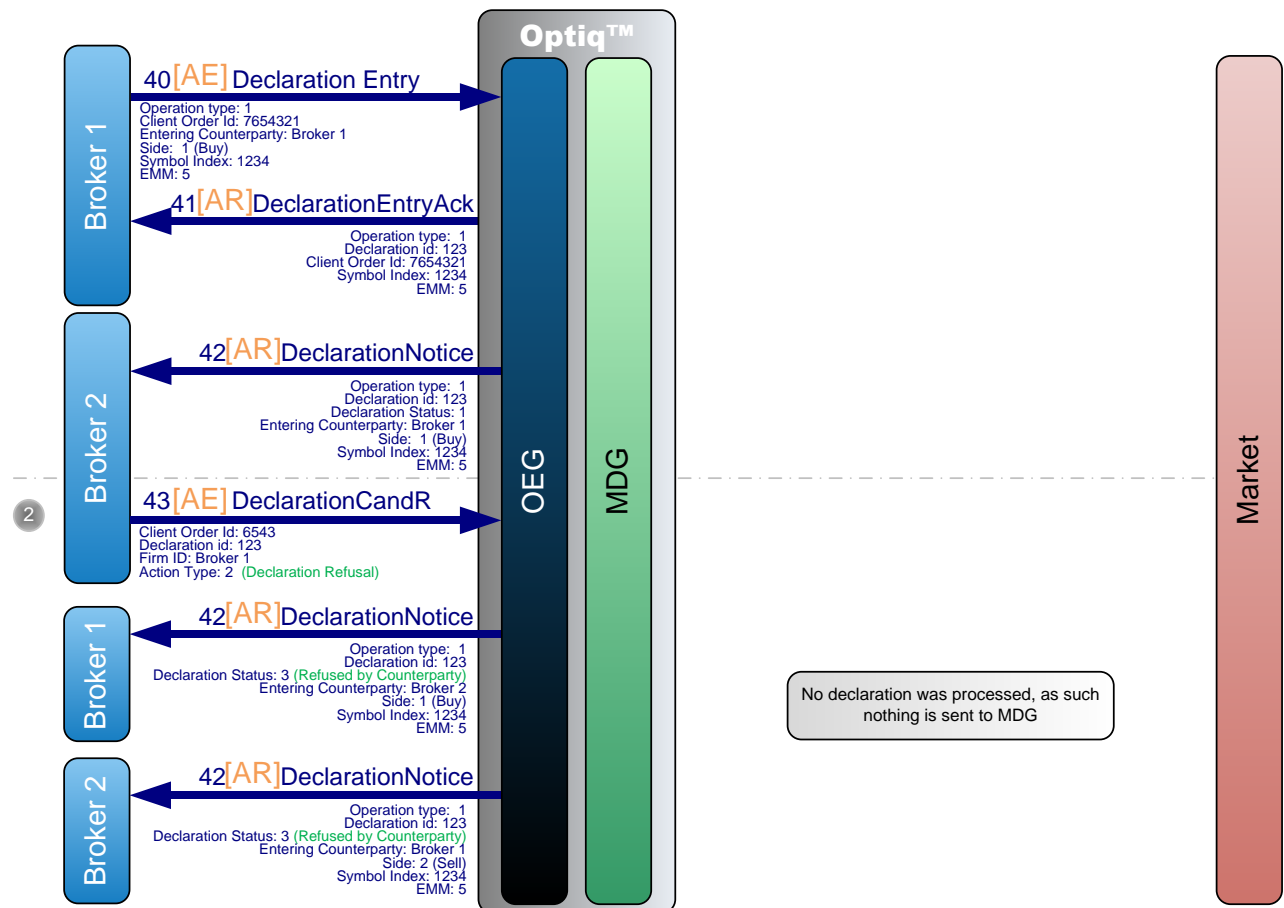 Optiq™
Broker 1
40[AE] Declaration Entry
Operation type: 1
Client Order Id: 7654321
Entering Counterparty: Broker 1
Side: 1 (Buy)
Symbol Index: 1234
EMM: 5
41[AR]DeclarationEntryAck
Operation type: 1
Declaration id: 123
Client Order Id: 7654321
Symbol Index: 1234
EMM: 5
Broker 2
42[AR]DeclarationNotice
Operation type: 1
Declaration id: 123
Declaration Status: 1
Entering Counterparty: Broker 1
Side: 1 (Buy)
Symbol Index: 1234
EMM: 5
OEG
MDG
Market
2
43[AE] DeclarationCandR
Client Order Id: 6543
Declaration id: 123
Firm ID: Broker 1
Action Type: 2 (Declaration Refusal)
Broker 1
42[AR]DeclarationNotice
Operation type: 1
Declaration id: 123
Declaration Status: 3 (Refused by Counterparty)
Entering Counterparty: Broker 2
Side: 1 (Buy)
Symbol Index: 1234
EMM: 5
No declaration was processed, as such
nothing is sent to MDG
Broker 2
42[AR]DeclarationNotice
Operation type: 1
Declaration id: 123
Declaration Status: 3 (Refused by Counterparty)
Entering Counterparty: Broker 1
Side: 2 (Sell)
Symbol Index: 1234
EMM: 5